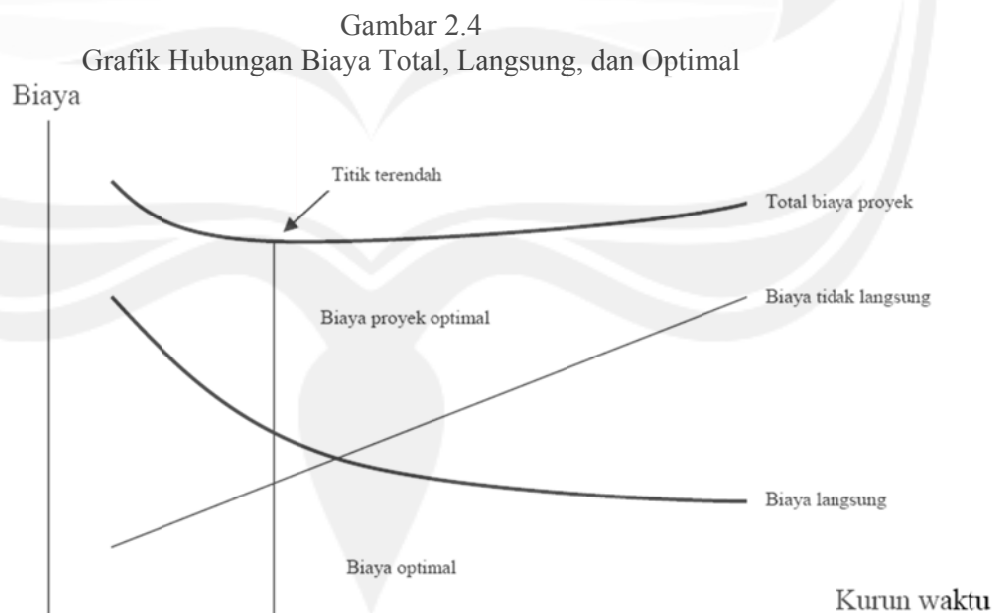 Gambar 2.4
Grafik Hubungan Biaya Total, Langsung, dan Optimal
Biaya
Titik terendah
Total biaya proyek
Biaya tidak langsung
Biaya proyek optimal
Biaya langsung
Biaya optimal
Kurun waktu